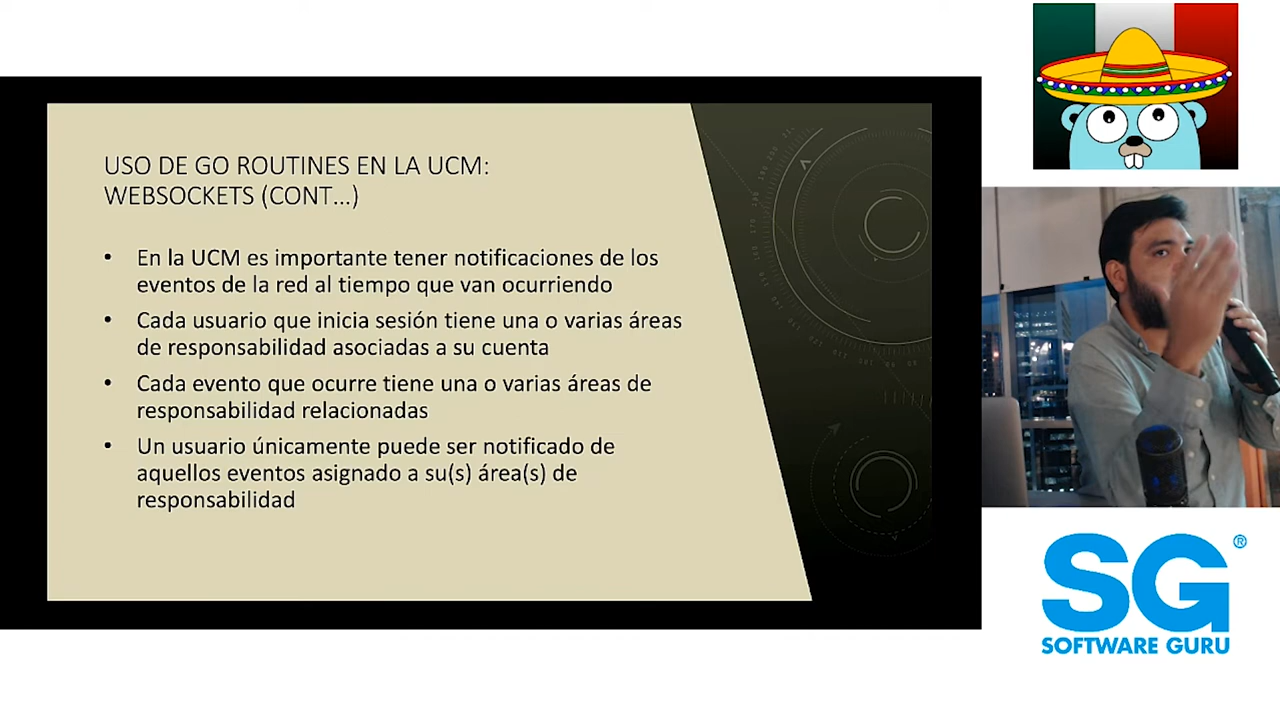 USO DE GO ROUTINES EN LA UCM:
WEBSOCKETS (CONT...)
• En la UCM es importante tener notificaciones de los
eventos de la red al tiempo que van ocurriendo
• Cada usuario que inicia sesión tiene una o varias áreas
de responsabilidad asociadas a su cuenta
• Cada evento que ocurre tiene una o varias áreas de
responsabilidad relacionadas
• Un usuario únicamente puede ser notificado de
aquellos eventos asignado a su(s) área(s) de
responsabilidad
SG®
SOFTWARE GURU